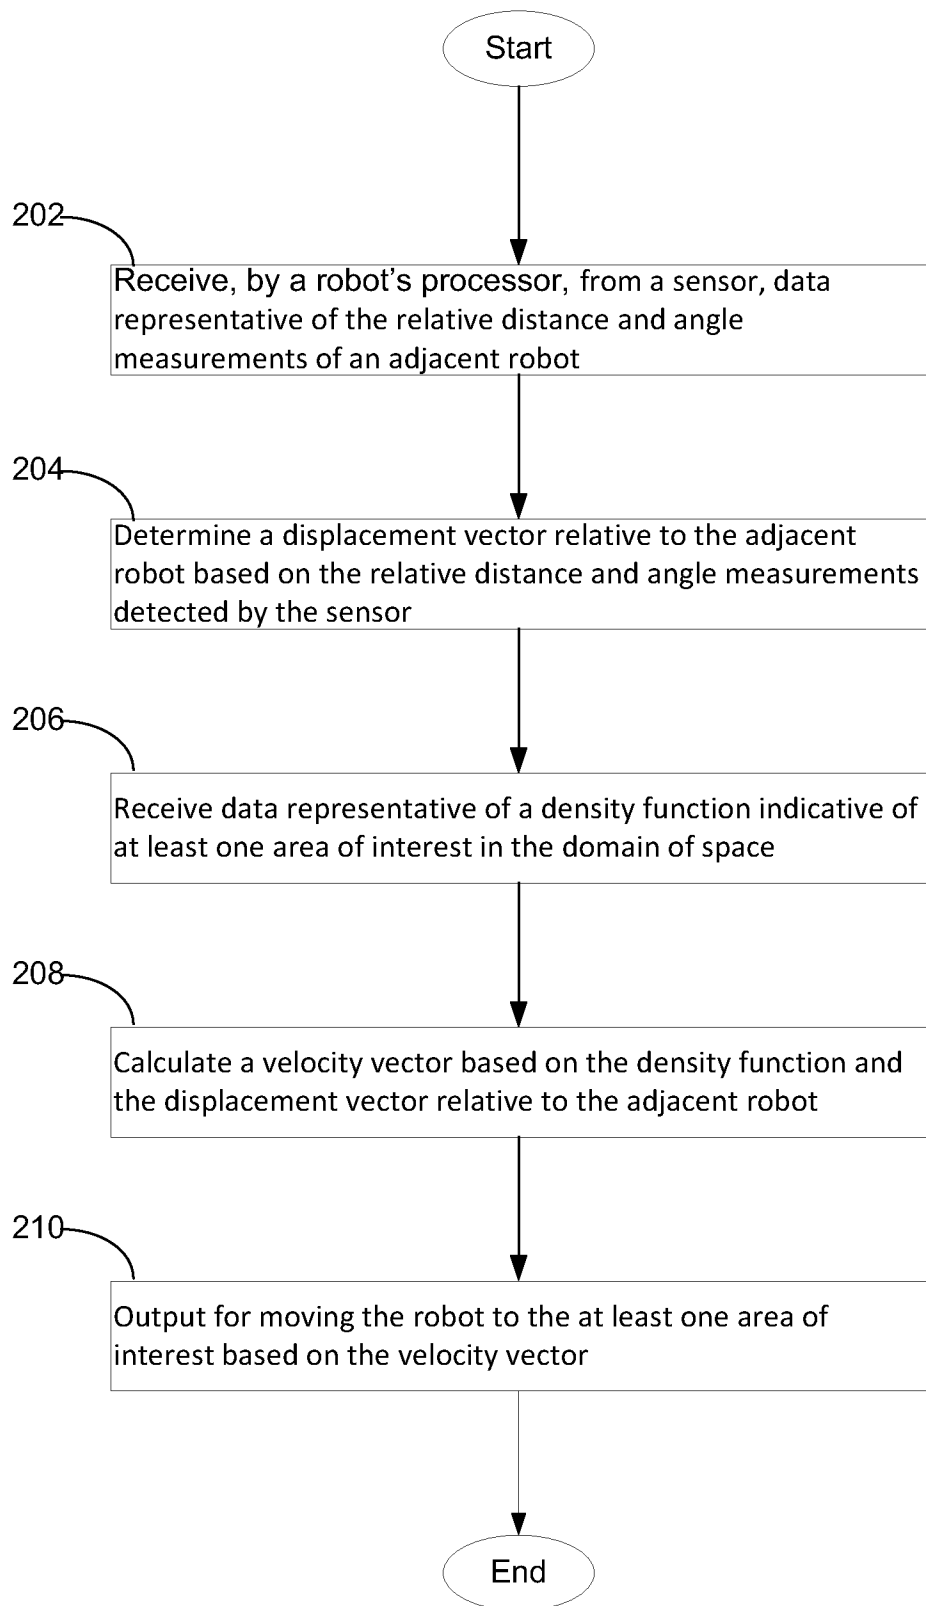 Start
202
Receive, by a robot's processor, from a sensor, data
representative of the relative distance and angle
measurements of an adjacent robot
204
Determine a displacement vector relative to the adjacent
robot based on the relative distance and angle measurements
detected by the sensor
206
Receive data representative of a density function indicative of
at least one area of interest in the domain of space
208
Calculate a velocity vector based on the density function and
the displacement vector relative to the adjacent robot
210
Output for moving the robot to the at least one area of
interest based on the velocity vector
End